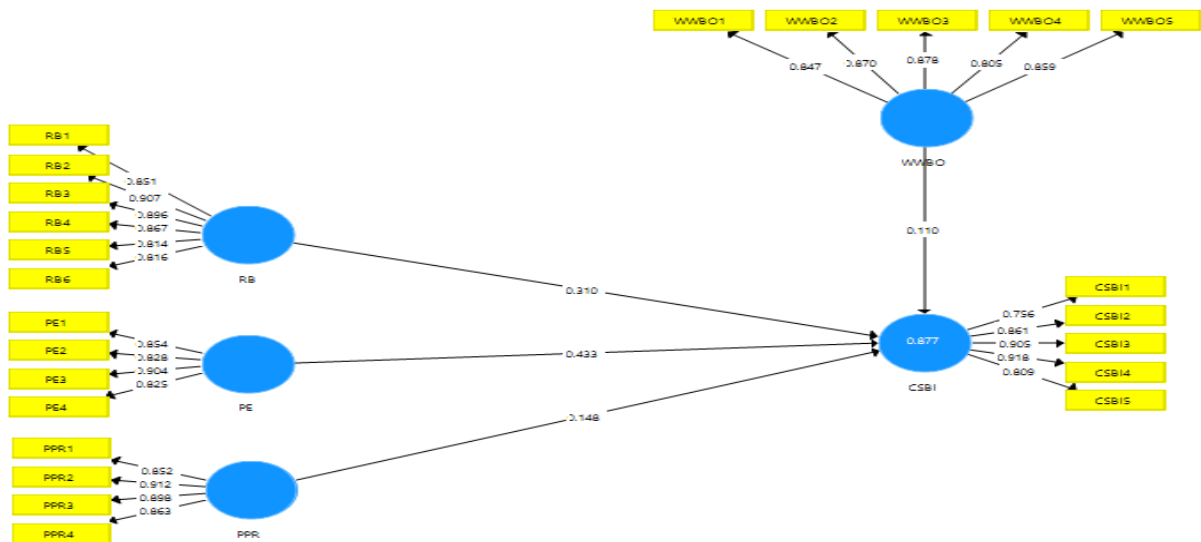 WWBO1 WWBO2 WWBO3 WWBO4 WWBO5
0.847 0.870 0.878 0.805 0.859
WWBO
0.110
RB1
RB2
RB3
RB4
RB5
RB6
0.851
0.907
0.896
0.867
0.814
0.816
RB
0.310
PE1
PE2
PE3
PE4
0.854
0.828
0.904
0.825
PE
0.433
PPR1
PPR2
PPR3
PPR4
0.852
0.912
0.898
0.863
PPR
0.148
0.877
CSBI
0.756
0.861
0.905
0.918
0.809
CSBI1
CSBI2
CSBI3
CSBI4
CSBI5